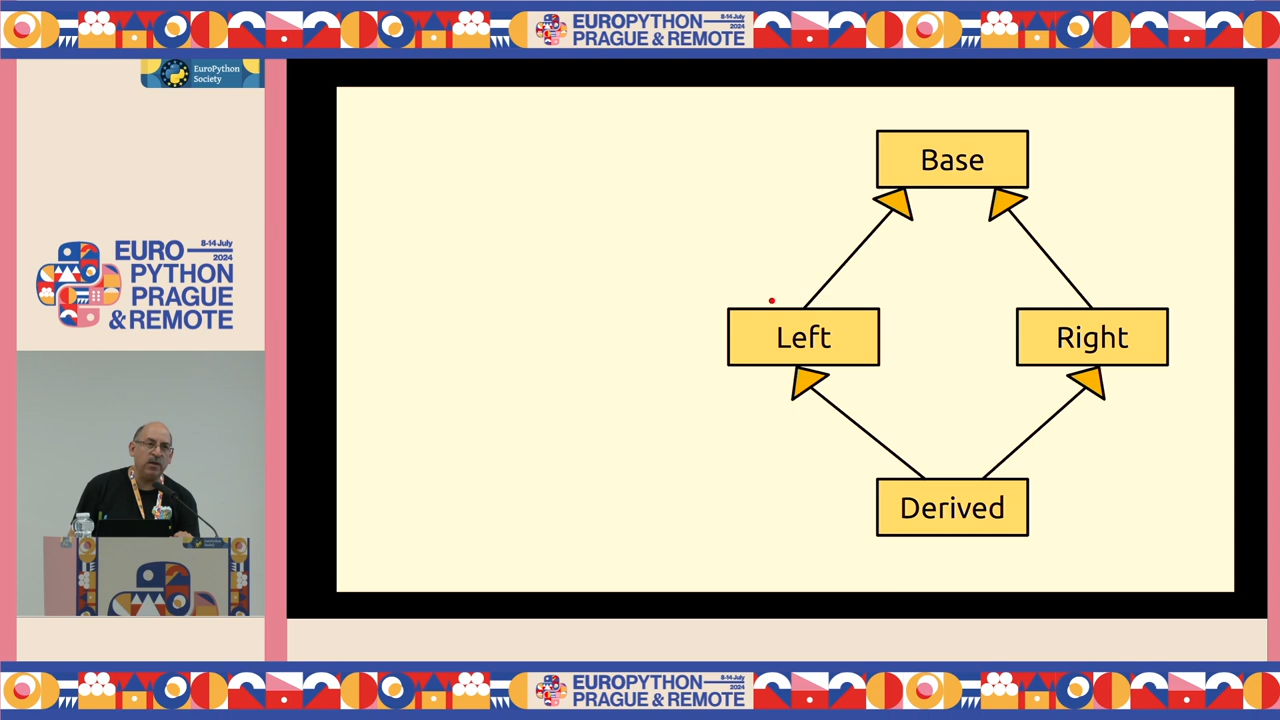 EUROPYTHON
8-14 July
2024
PRAGUE & REMOTE
EuroPython
Society
EURO
8-14 July
2024
PYTHON
PRAGUE
& REMOTE
Base
Left
Right
Derived
EUROPYTHON
8-14 July
2024
PRAGUE & REMOTE